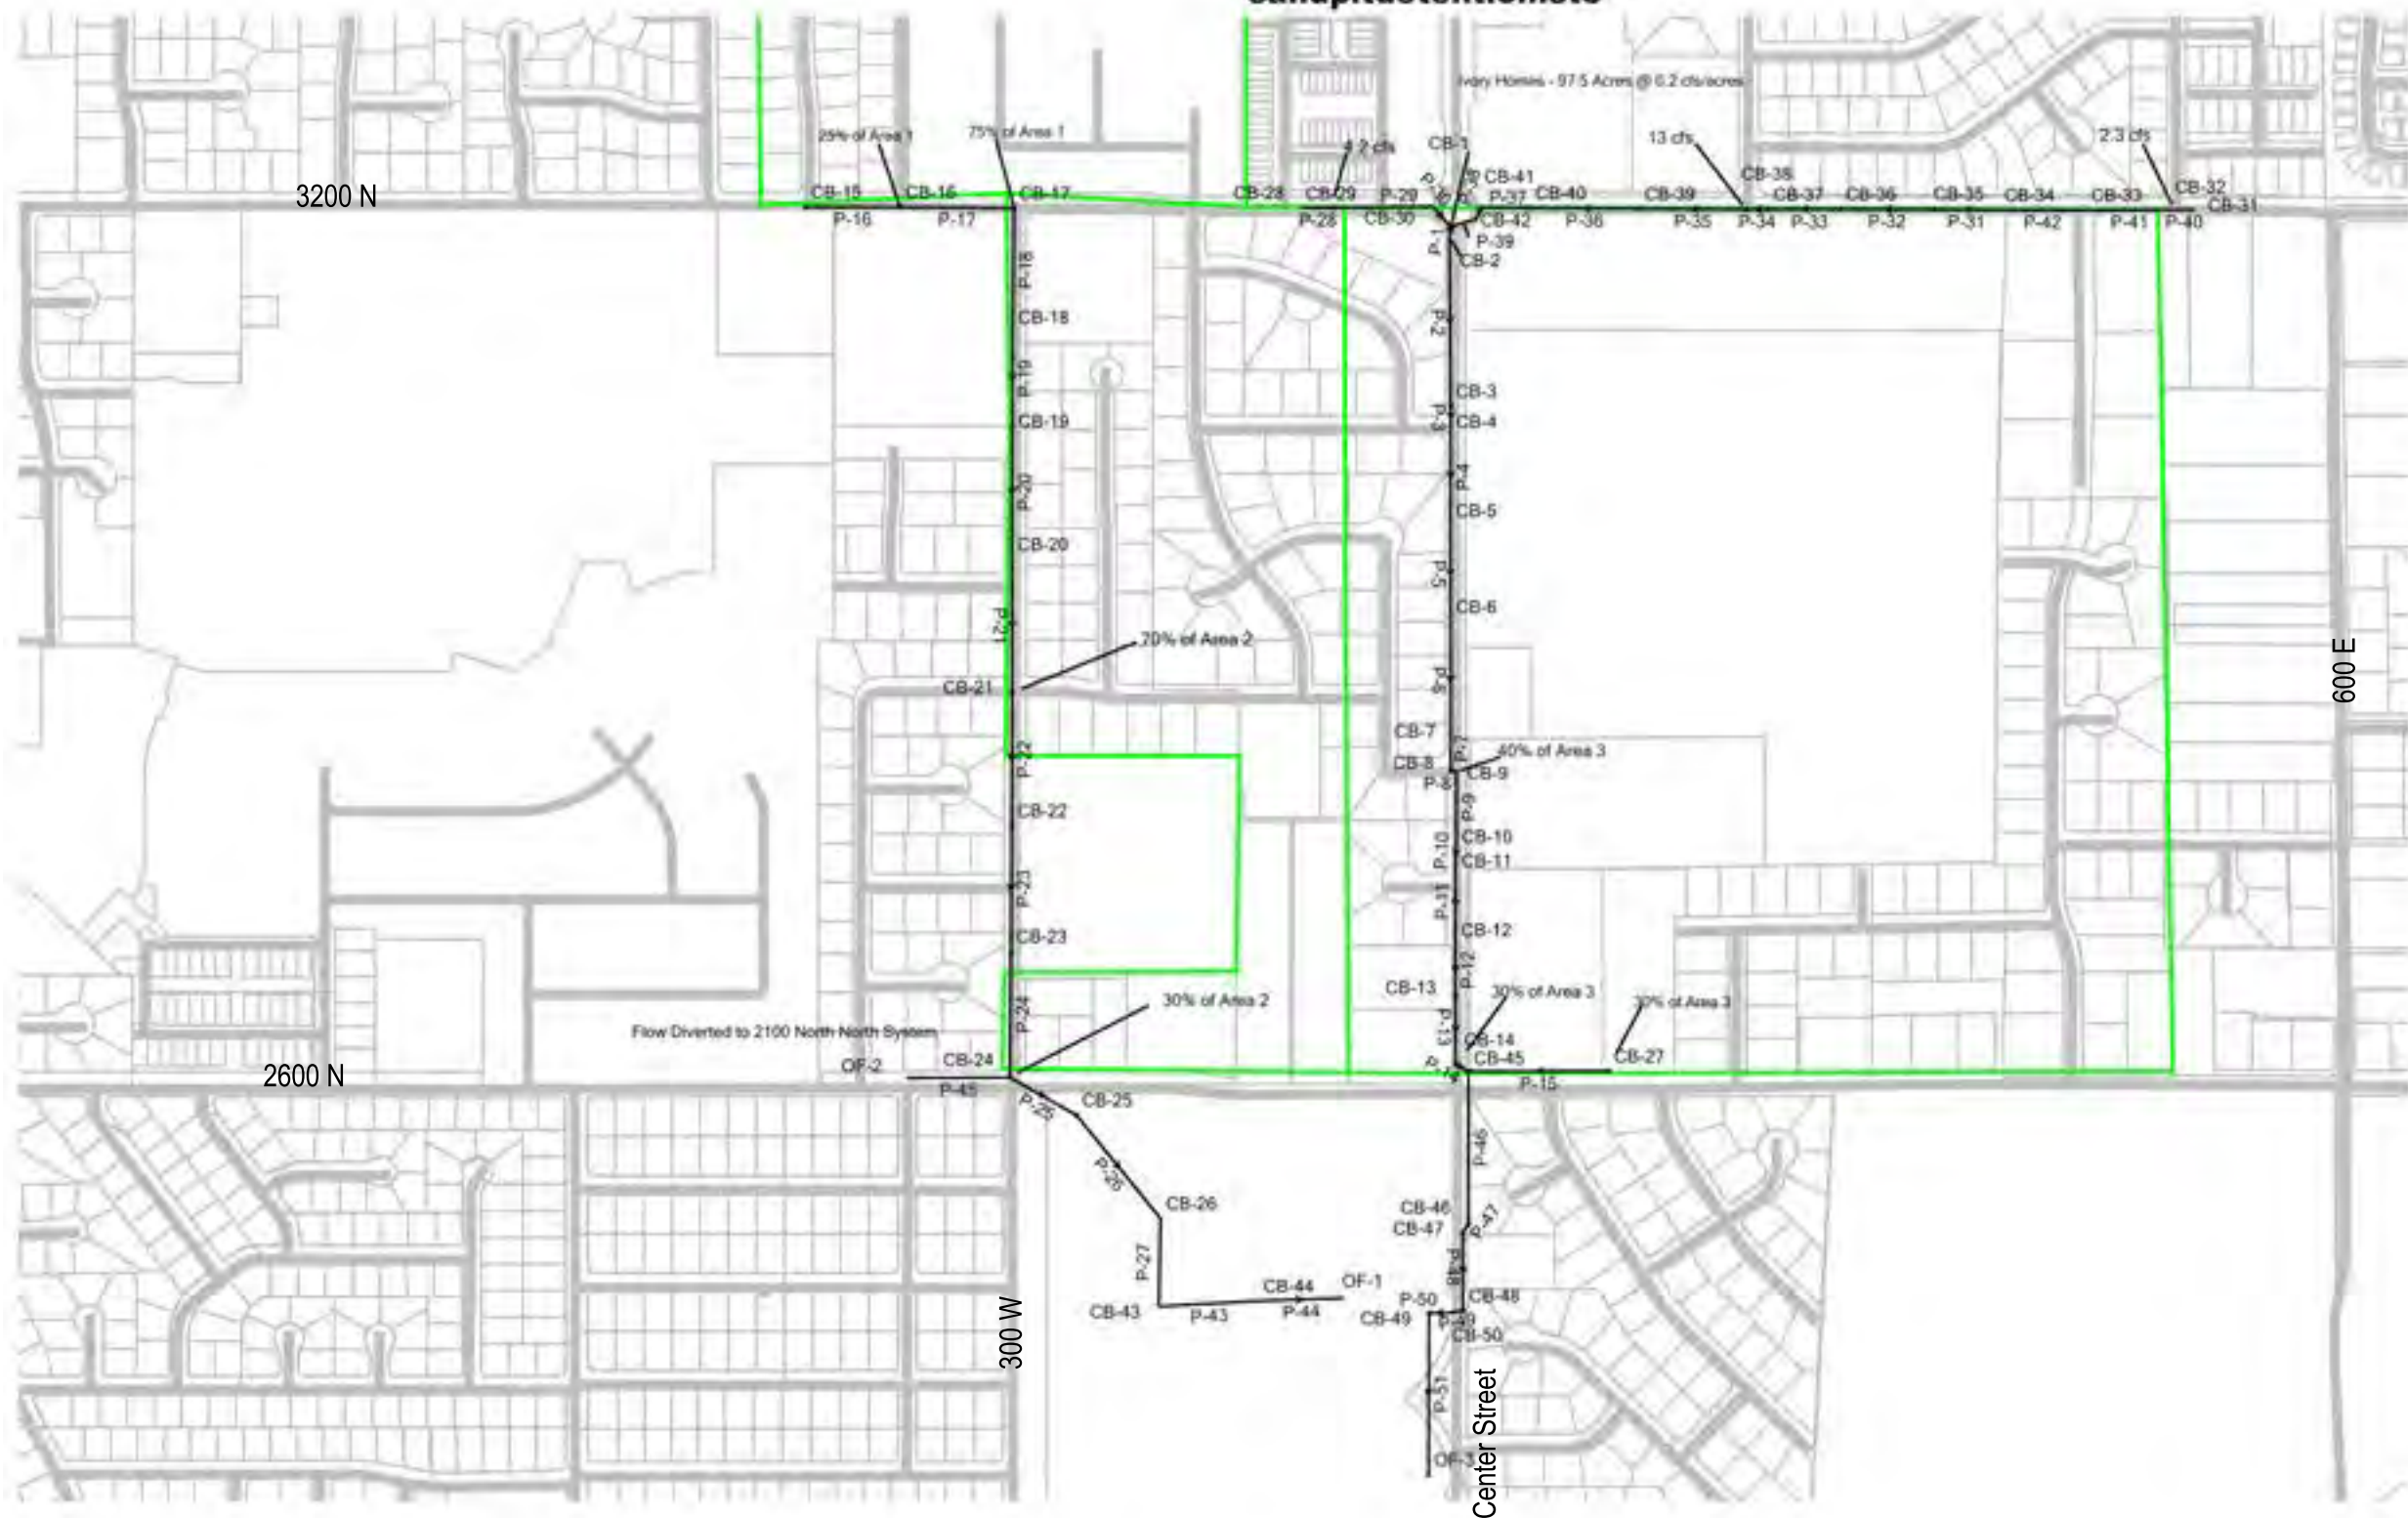 Ivory Homes - 97.5 Acres @ 0.2 cfs/acres
25% of Area 1
75% of Area 1
4.2 cfs
CB-1
13 cfs
2.3 cfs
3200 N
CB-15
CB-16
CB-17
CB-28
CB-29
P-29
CB-41
P-37
CB-40
CB-39
CB-38
CB-37
CB-36
CB-35
CB-34
CB-33
CB-32
CB-31
P-16
P-17
P-28
CB-30
CB-42
P-36
P-35
P-34
P-33
P-32
P-31
P-42
P-41
P-40
P-1
P-39
CB-2
P-18
CB-18
P-2
P-19
CB-3
P-3
CB-19
CB-4
P-20
P-4
CB-5
CB-20
P-5
CB-6
P-21
70% of Area 2
CB-21
P-6
600 E
CB-7
P-22
P-7
40% of Area 3
CB-8
CB-9
P-8
CB-22
P-9
CB-10
P-10
CB-11
P-23
P-11
CB-23
CB-12
P-12
CB-13
30% of Area 3
30% of Area 3
30% of Area 2
P-24
Flow Diverted to 2100 North North System
P-13
CB-14
OF-2
CB-24
CB-45
CB-27
2600 N
P-45
P-14
P-15
P-25
CB-25
P-46
P-26
CB-26
CB-46
CB-47
P-47
P-27
P-48
CB-44
OF-1
CB-43
P-43
P-44
P-50
CB-48
CB-49
P-49
CB-50
300 W
P-51
OF-3
Center Street